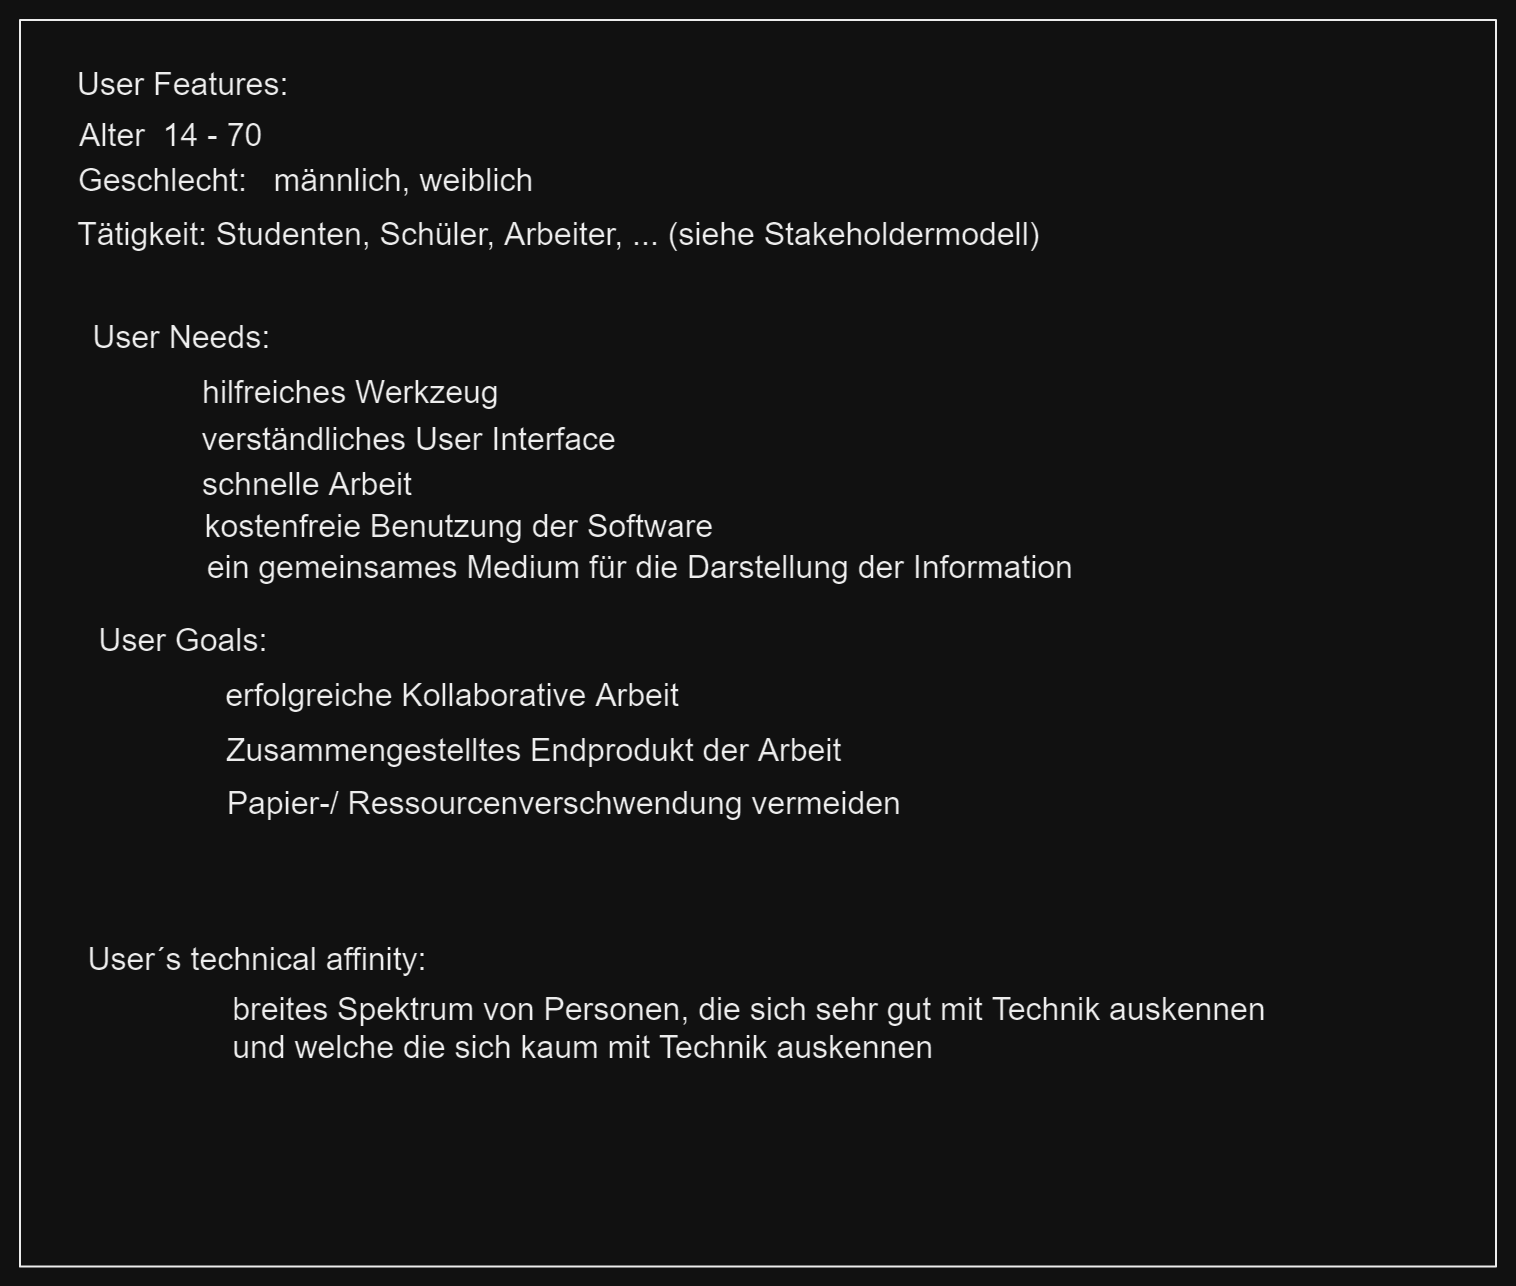 User Features:
Alter  14 - 70
Geschlecht:   männlich, weiblich
Tätigkeit: Studenten, Schüler, Arbeiter, ... (siehe Stakeholdermodell)
User Needs:
hilfreiches Werkzeug
verständliches User Interface
schnelle Arbeit
kostenfreie Benutzung der Software
ein gemeinsames Medium für die Darstellung der Information
User Goals:
erfolgreiche Kollaborative Arbeit
Zusammengestelltes Endprodukt der Arbeit
Papier-/ Ressourcenverschwendung vermeiden
User´s technical affinity:
breites Spektrum von Personen, die sich sehr gut mit Technik auskennen
und welche die sich kaum mit Technik auskennen